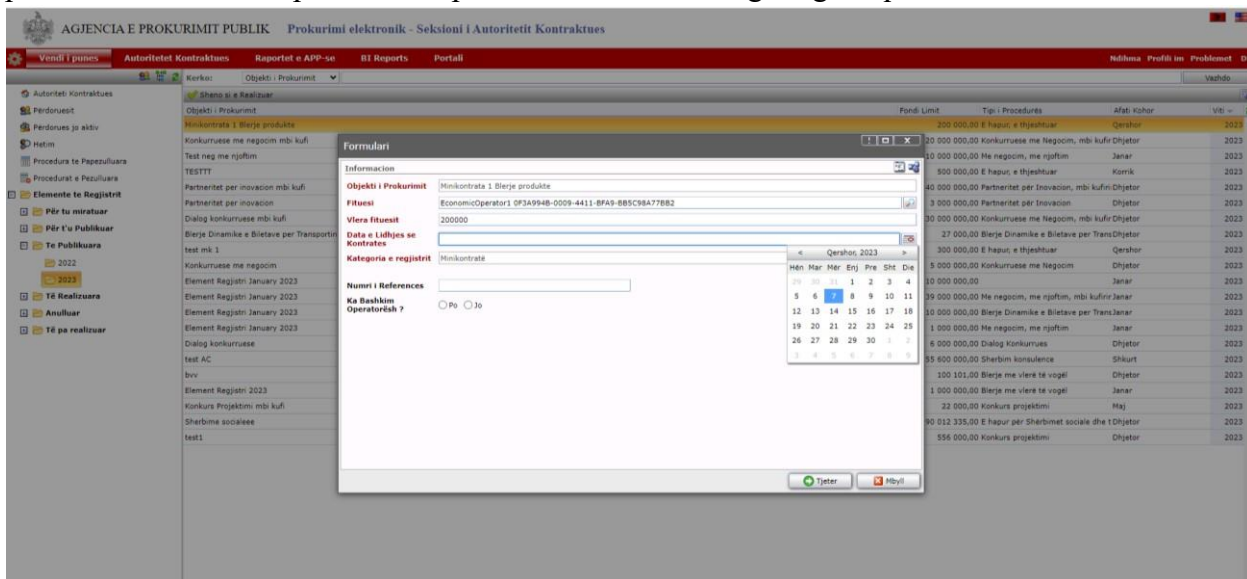 AGJENCIA E PROKURIMIT PUBLIK Prokurimi elektronik - Seksioni i Autoritetit Kontraktues
Vendi i punes Autoritetet Kontraktues Raportet e APP-se BI Reports Portali Ndihma Profili im Problemet D
Kerko: Objekti i Prokurimit Vazhdo
Autoriteti Kontraktues
Përdoruesit
Perdorues jo aktiv
Hetim
Procedura te Papezulluara
Procedurat e Pezulluara
Elemente te Regjistrit
Për tu miratuar
Për t'u Publikuar
Te Publikuara
2022
2023
Të Realizuara
Anulluar
Të pa realizuar
Sheno si e Realizuar
Objekti i Prokurimit Fondi Limit Tipi i Procedurës Afati Kohor Viti
Minikontrata 1 Blerje produkte 200 000,00 E hapur, e thjeshtuar Qershor 2023
Konkurruese me negocim mbi kufi 20 000 000,00 Konkurruese me Negocim, mbi kufir Dhjetor 2023
Test neg me njoftim 10 000 000,00 Me negocim, me njoftim Janar 2023
TESTTT 500 000,00 E hapur, e thjeshtuar Korrik 2023
Partneritet per inovacion mbi kufi 40 000 000,00 Partneritet për Inovacion, mbi kufiri Dhjetor 2023
Partneritet per inovacion 3 000 000,00 Partneritet për Inovacion Dhjetor 2023
Dialog konkurruese mbi kufi 30 000 000,00 Konkurruese me Negocim, mbi kufir Dhjetor 2023
Blerje Dinamike e Biletave per Transportin 27 000,00 Blerje Dinamike e Biletave per Trans Dhjetor 2023
test mk 1 300 000,00 E hapur, e thjeshtuar Qershor 2023
Konkurruese me negocim 5 000 000,00 Konkurruese me Negocim Dhjetor 2023
Element Regjistri January 2023 10 000 000,00 Janar 2023
Element Regjistri January 2023 39 000 000,00 Me negocim, me njoftim, mbi kufirir Janar 2023
Element Regjistri January 2023 10 000 000,00 Blerje Dinamike e Biletave per Trans Janar 2023
Element Regjistri January 2023 1 000 000,00 Me negocim, me njoftim Janar 2023
Dialog konkurruese 6 000 000,00 Dialog Konkurrues Dhjetor 2023
test AC 55 600 000,00 Sherbim konsulence Shkurt 2023
bvv 100 101,00 Blerje me vlerë të vogël Dhjetor 2023
Element Regjistri 2023 1 000 000,00 Blerje me vlerë të vogël Janar 2023
Konkurs Projektimi mbi kufi 22 000,00 Konkurs projektimi Maj 2023
Sherbime socialeee 90 012 335,00 E hapur për Shërbimet sociale dhe t Dhjetor 2023
test1 556 000,00 Konkurs projektimi Dhjetor 2023
Formulari
Informacion
Objekti i Prokurimit Minikontrata 1 Blerje produkte
Fituesi EconomicOperator1 0F3A994B-0009-4411-BFA9-8B5C98A77BB2
Vlera fituesit 200000
Data e Lidhjes se
Kontrates
Kategoria e regjistrit Minikontratë
Numri i References
Ka Bashkim
Operatorësh ? Po Jo
« Qershor, 2023 »
Hën Mar Mër Enj Pre Sht Die
29 30 31 1 2 3 4
5 6 7 8 9 10 11
12 13 14 15 16 17 18
19 20 21 22 23 24 25
26 27 28 29 30 1 2
3 4 5 6 7 8 9
Tjeter Mbyll